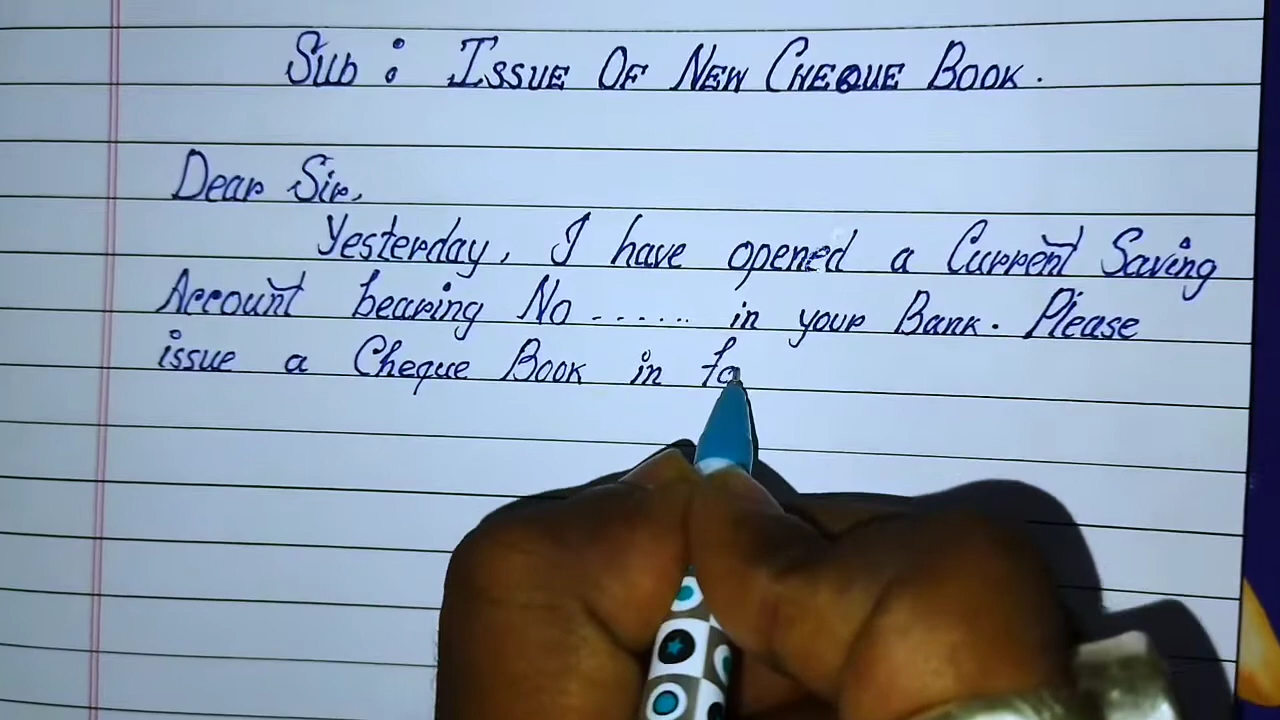 Sub : ISSUE OF NEW CHEQUE BOOK.
Dear Sir,
Yesterday, I have opened a Current Saving
Account bearing No ...... in your Bank. Please
issue a Cheque Book in fa